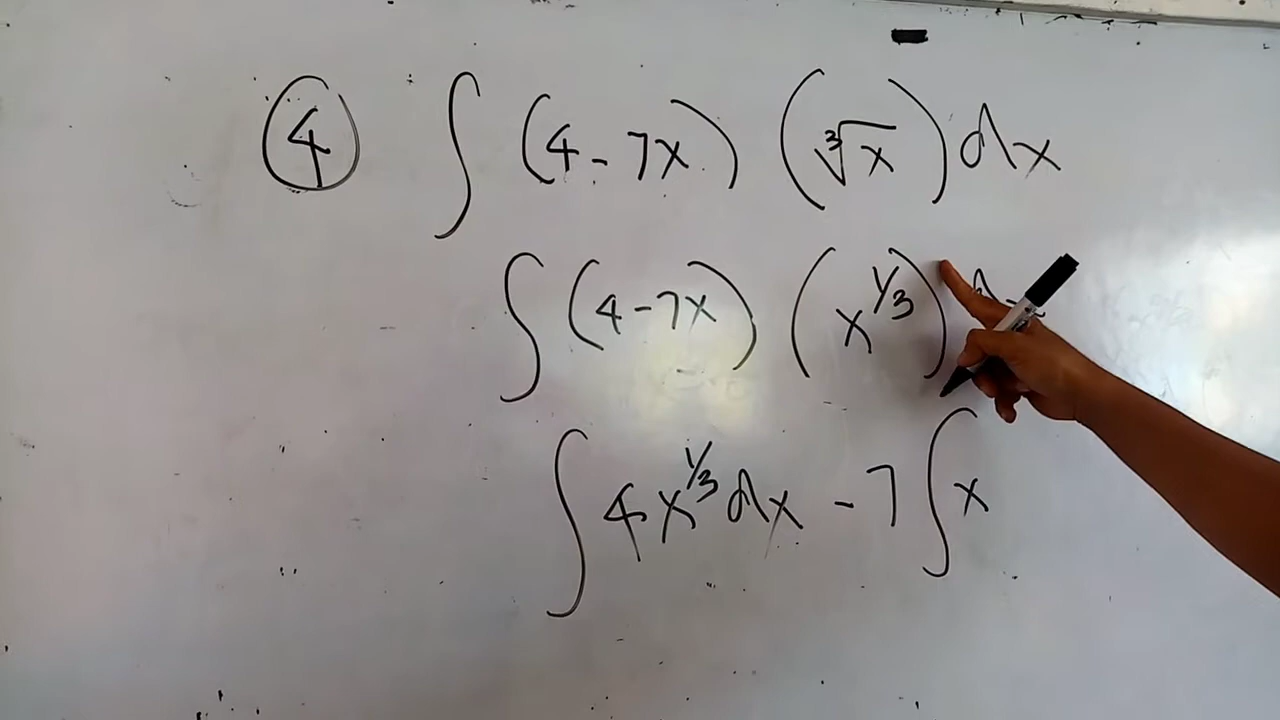 ④ ∫ (4 - 7x) (∛x) dx
∫ (4 - 7x) (x^1/3) d
∫ 4x^1/3 dx - 7 ∫ x